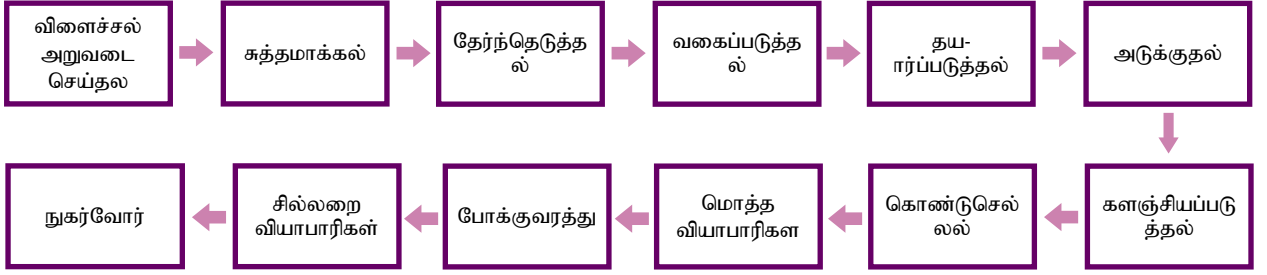 விளைச்சல்
அறுவடை
செய்தல
சுத்தமாக்கல்
தேர்ந்தெடுத்த
ல்
வகைப்படுத்த
ல்
தய-
ார்ப்படுத்தல்
அடுக்குதல்
களஞ்சியப்படு
த்தல்
கொண்டுசெல்
லல்
மொத்த
வியாபாரிகள
போக்குவரத்து
சில்லறை
வியாபாரிகள்
நுகர்வோர்